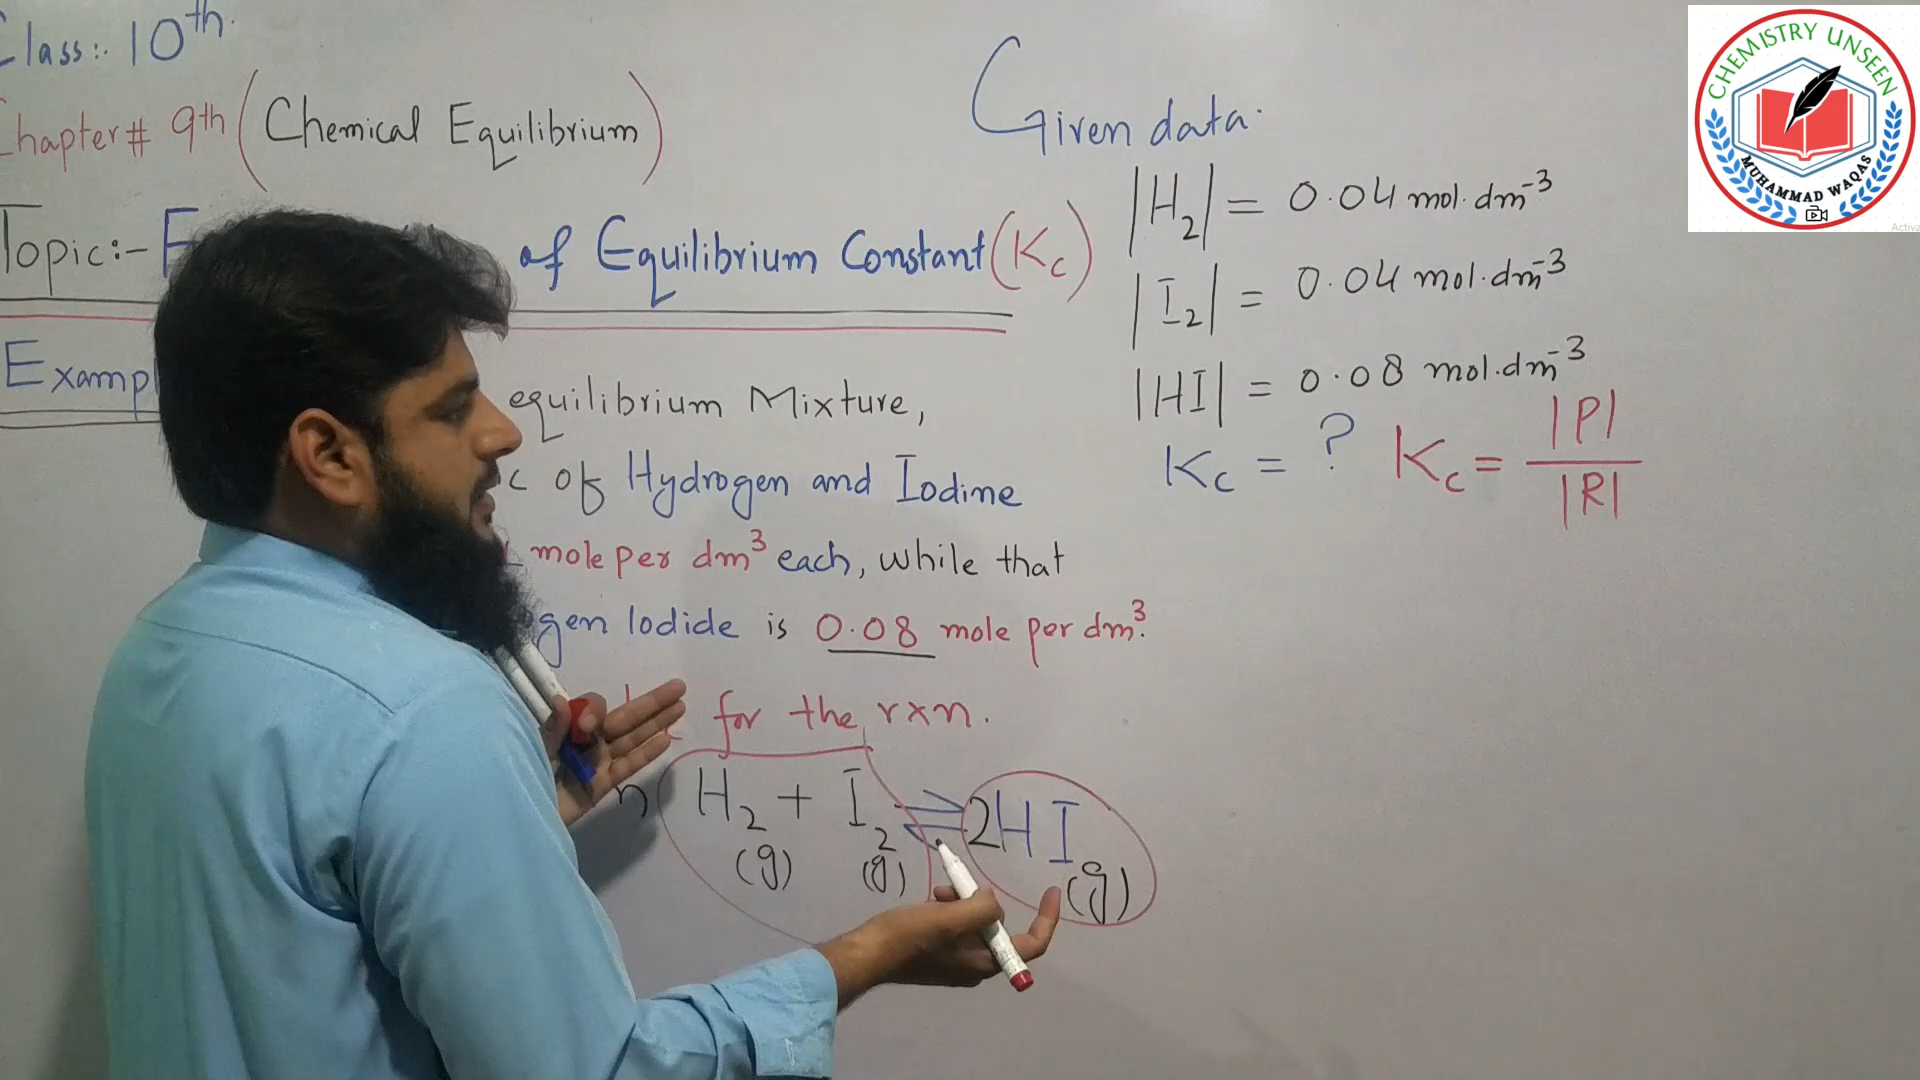 Class:- 10th.
Chapter# 9th (Chemical Equilibrium)
Topic:- of Equilibrium Constant (Kc)
equilibrium Mixture,
of Hydrogen and Iodine
mole per dm³ each, while that
Iodide is 0.08 mole per dm³.
for the rxn.
H₂ + I₂ ⇌ 2HI
(g) (g) (g)
Given data.
|H₂| = 0.04 mol.dm⁻³
|I₂| = 0.04 mol.dm⁻³
|HI| = 0.08 mol.dm⁻³
Kc = ? Kc = |P|
|R|
CHEMISTRY UNSEEN
MUHAMMAD WAQAS